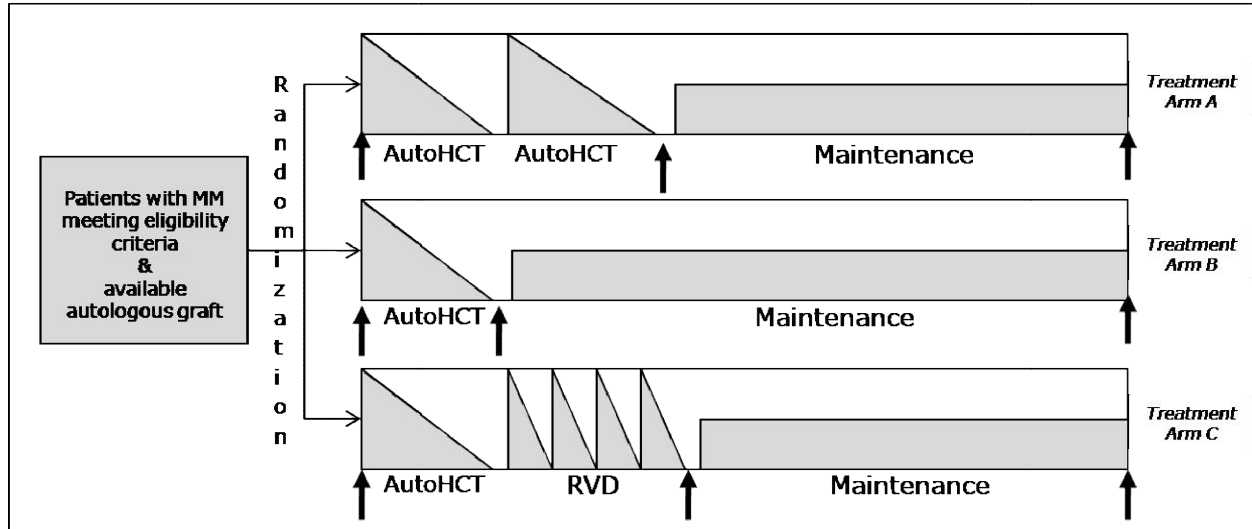 Patients with MM
meeting eligibility
criteria
&
available
autologous graft
Randomization
AutoHCT
AutoHCT
Maintenance
Treatment
Arm A
AutoHCT
Maintenance
Treatment
Arm B
AutoHCT
RVD
Maintenance
Treatment
Arm C